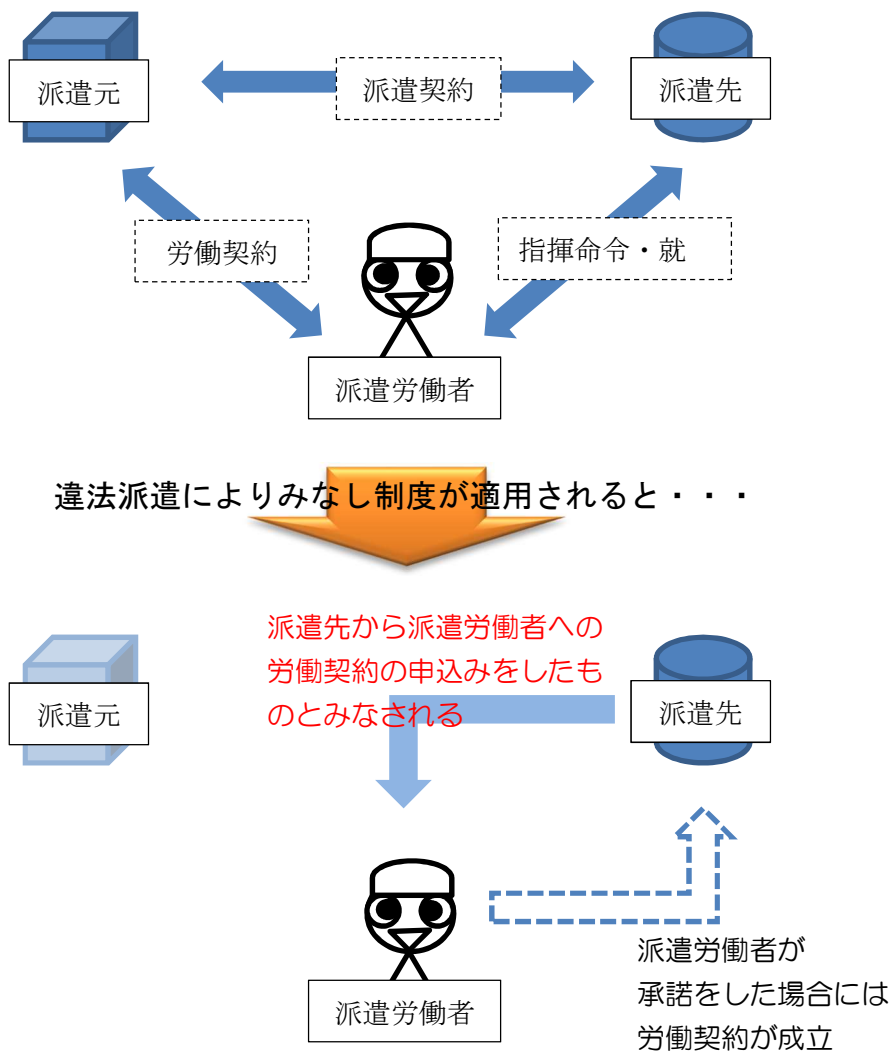 派遣元
派遣契約
派遣先
労働契約
指揮命令・就
派遣労働者
違法派遣によりみなし制度が適用されると・・・
派遣先から派遣労働者への
労働契約の申込みをしたも
のとみなされる
派遣元
派遣先
派遣労働者
派遣労働者が
承諾をした場合には
労働契約が成立